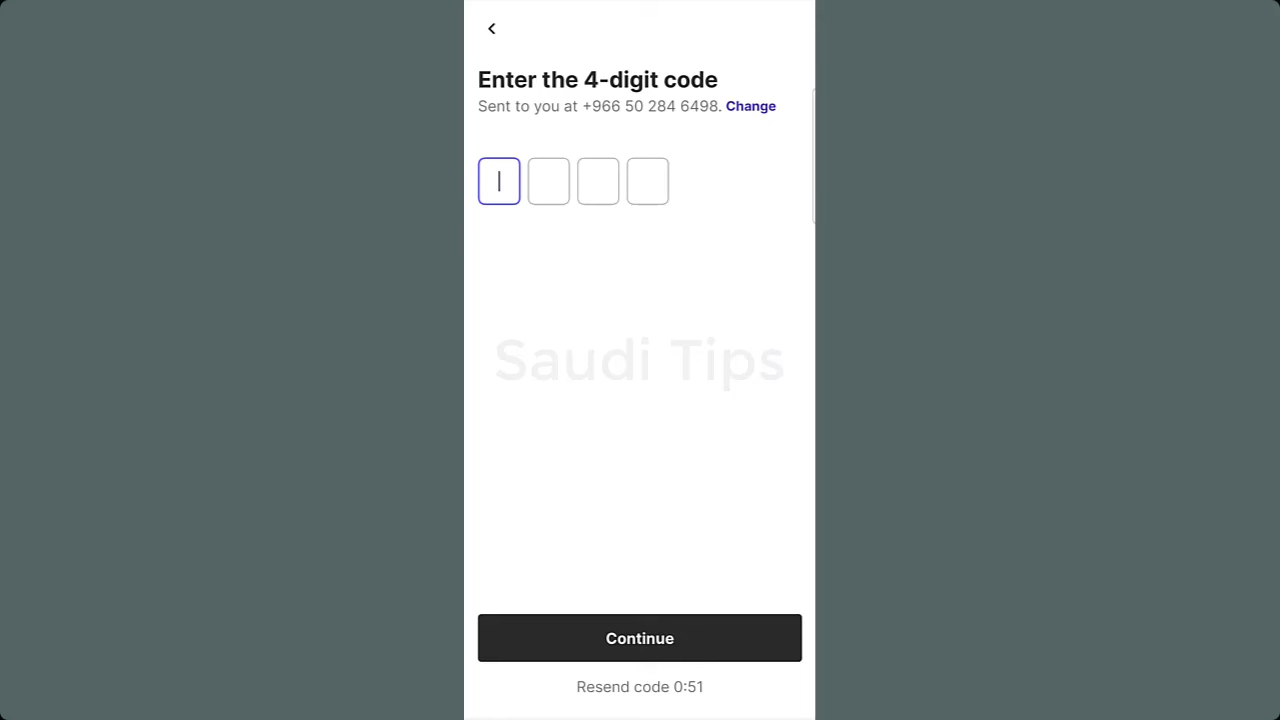 Enter the 4-digit code
Sent to you at +966 50 284 6498. Change
Saudi Tips
Continue
Resend code 0:51